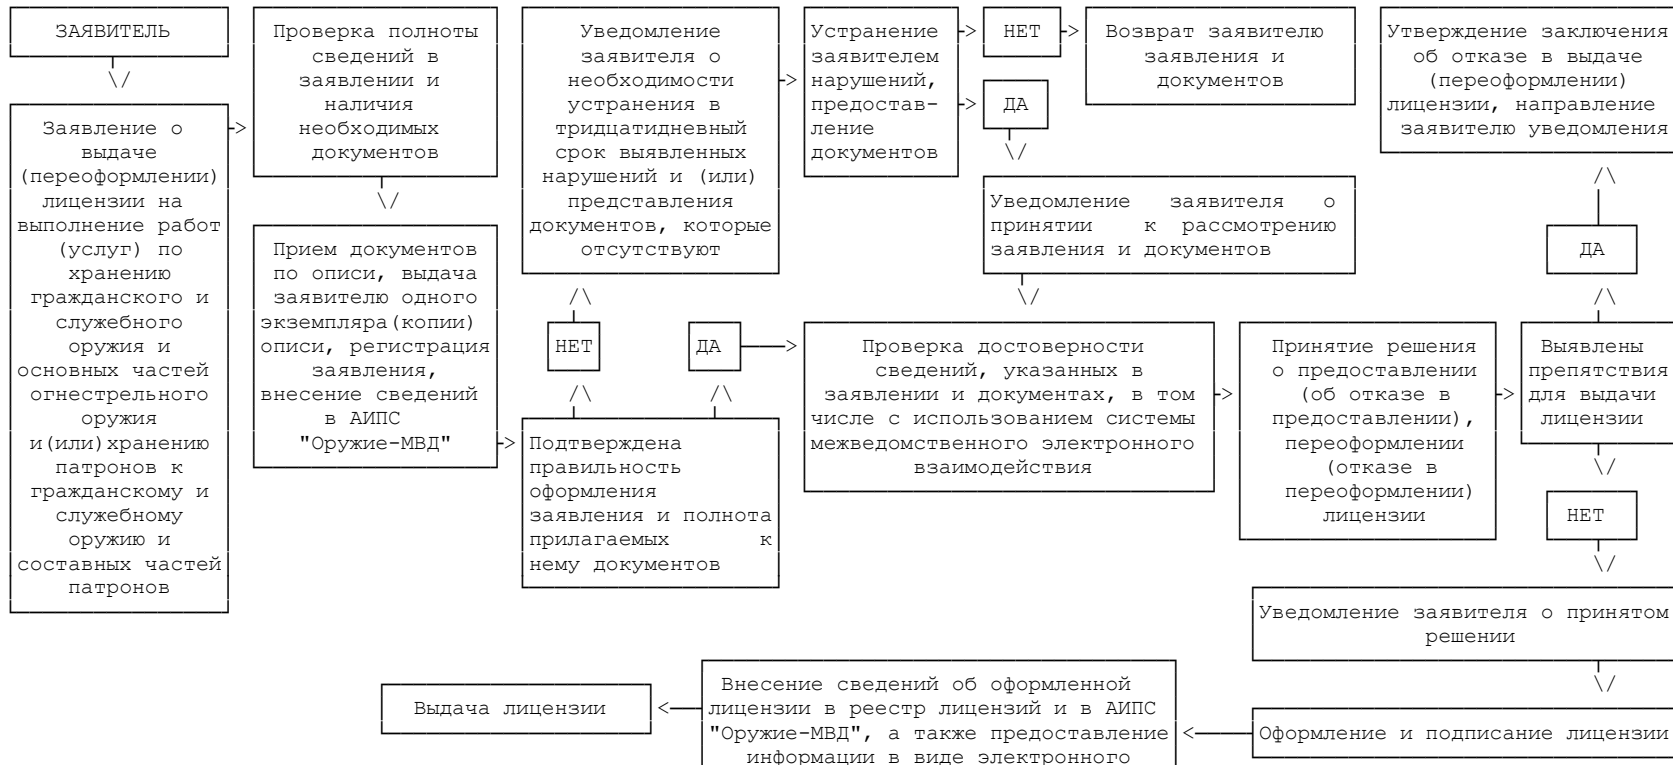 ЗАЯВИТЕЛЬ
Заявление о
выдаче
(переоформлении)
лицензии на
выполнение работ
(услуг) по
хранению
гражданского и
служебного
оружия и
основных частей
огнестрельного
оружия
и(или)хранению
патронов к
гражданскому и
служебному
оружию и
составных частей
патронов
Проверка полноты
сведений в
заявлении и
наличия
необходимых
документов
Прием документов
по описи, выдача
заявителю одного
экземпляра(копии)
описи, регистрация
заявления,
внесение сведений
в АИПС
"Оружие-МВД"
Подтверждена
правильность
оформления
заявления и полнота
прилагаемых к
нему документов
НЕТ
Уведомление
заявителя о
необходимости
устранения в
тридцатидневный
срок выявленных
нарушений и (или)
представления
документов, которые
отсутствуют
Устранение
заявителем
нарушений,
предостав-
ление
документов
НЕТ
Возврат заявителю
заявления и
документов
ДА
Уведомление заявителя о
принятии к рассмотрению
заявления и документов
ДА
Проверка достоверности
сведений, указанных в
заявлении и документах, в том
числе с использованием системы
межведомственного электронного
взаимодействия
Принятие решения
о предоставлении
(об отказе в
предоставлении),
переоформлении
(отказе в
переоформлении)
лицензии
Выявлены
препятствия
для выдачи
лицензии
ДА
Утверждение заключения
об отказе в выдаче
(переоформлении)
лицензии, направление
заявителю уведомления
НЕТ
Уведомление заявителя о принятом
решении
Оформление и подписание лицензии
Внесение сведений об оформленной
лицензии в реестр лицензий и в АИПС
"Оружие-МВД", а также предоставление
информации в виде электронного
Выдача лицензии